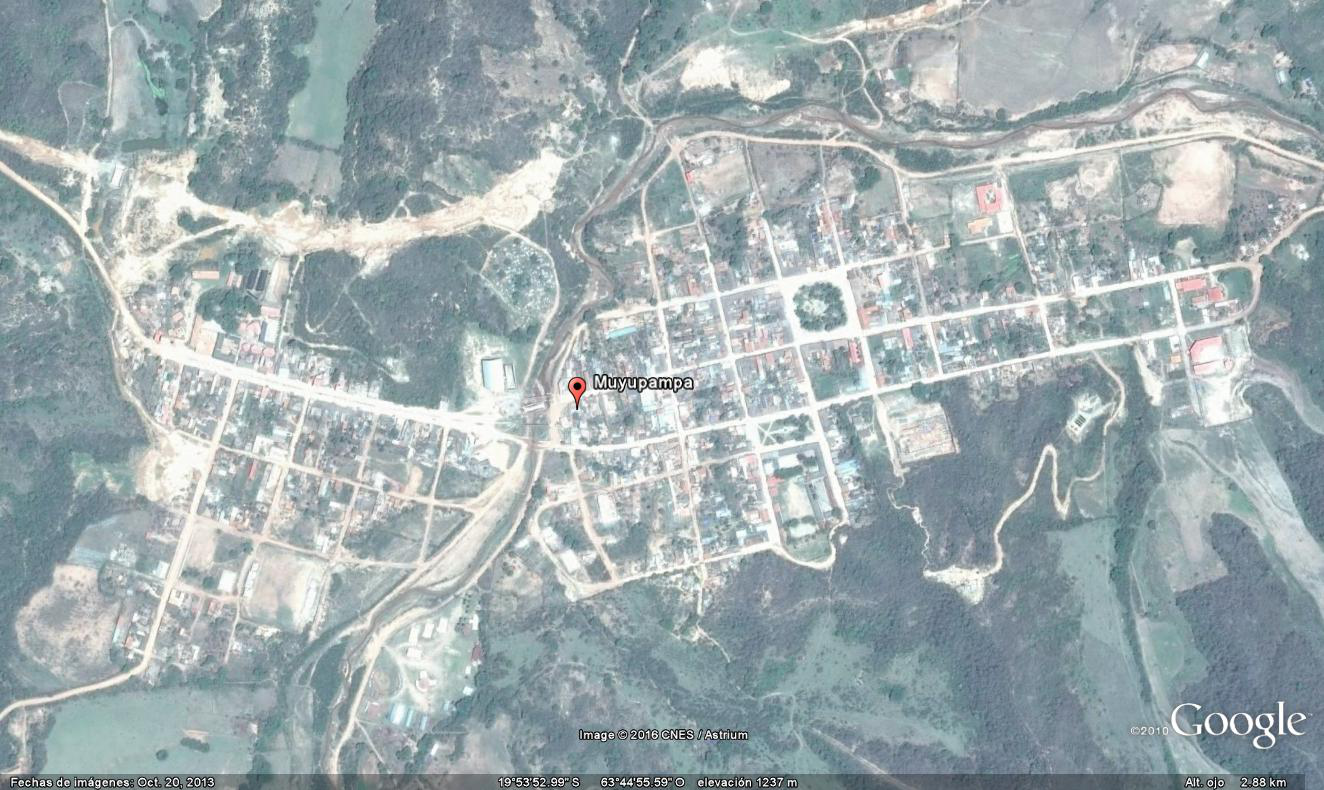 Muyupampa
Image © 2016 CNES / Astrium
©2010 Google
Fechas de imágenes: Oct. 20, 2013 19°53'52.99" S 63°44'55.59" O elevación 1237 m Alt. ojo 2.88 km